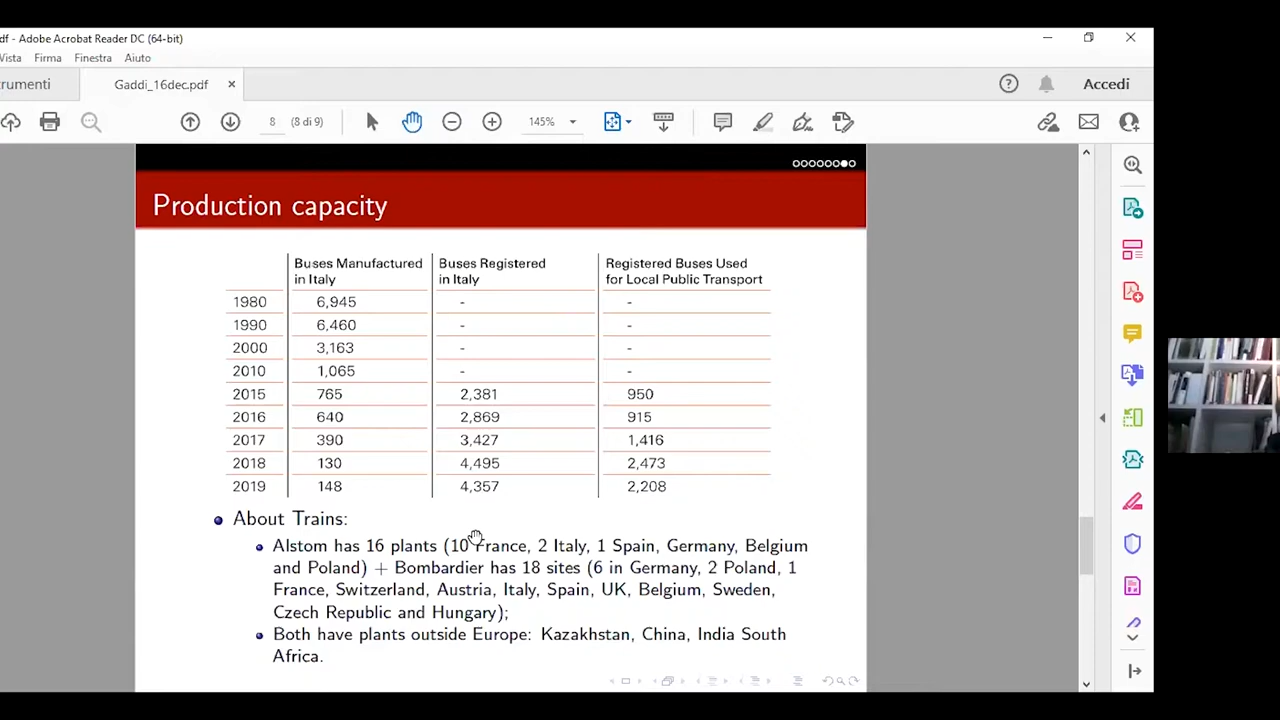 df - Adobe Acrobat Reader DC (64-bit)
Vista Firma Finestra Aiuto
rumenti Gaddi_16dec.pdf × Accedi
8 (8 di 9) 145%
Production capacity
Buses Manufactured in Italy Buses Registered in Italy Registered Buses Used for Local Public Transport
1980 6,945 - -
1990 6,460 - -
2000 3,163 - -
2010 1,065 - -
2015 765 2,381 950
2016 640 2,869 915
2017 390 3,427 1,416
2018 130 4,495 2,473
2019 148 4,357 2,208
About Trains:
Alstom has 16 plants (10 France, 2 Italy, 1 Spain, Germany, Belgium
and Poland) + Bombardier has 18 sites (6 in Germany, 2 Poland, 1
France, Switzerland, Austria, Italy, Spain, UK, Belgium, Sweden,
Czech Republic and Hungary);
Both have plants outside Europe: Kazakhstan, China, India South
Africa.